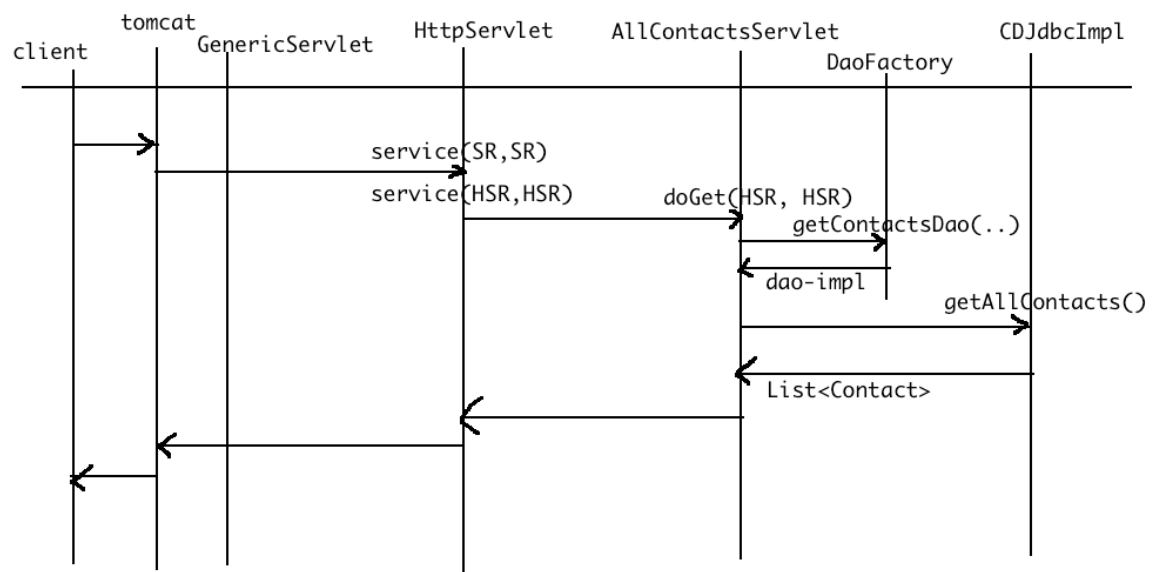 client
tomcat
GenericServlet
HttpServlet
AllContactsServlet
DaoFactory
CDJdbcImpl
service(SR,SR)
service(HSR,HSR)
doGet(HSR, HSR)
getContactsDao(..)
dao-impl
getAllContacts()
List<Contact>